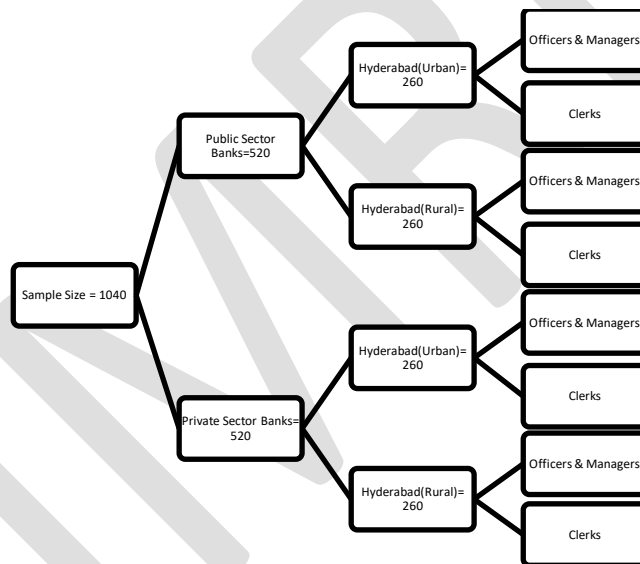 Sample Size = 1040
Public Sector
Banks=520
Hyderabad(Urban)=
260
Officers & Managers
Clerks
Hyderabad(Rural)=
260
Officers & Managers
Clerks
Private Sector Banks=
520
Hyderabad(Urban)=
260
Officers & Managers
Clerks
Hyderabad(Rural)=
260
Officers & Managers
Clerks